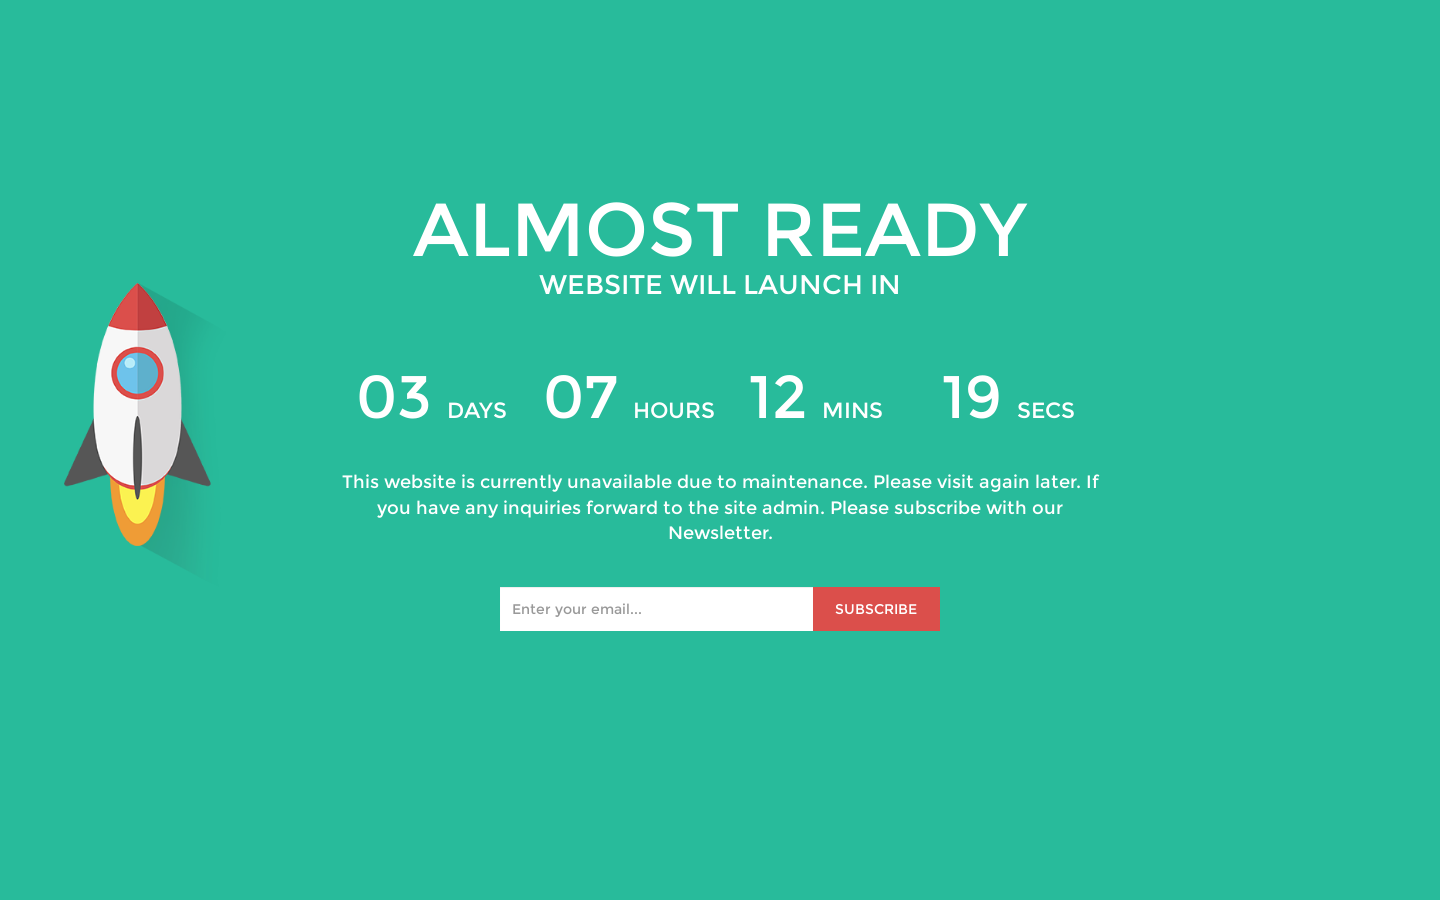 ALMOST READY
WEBSITE WILL LAUNCH IN
03 DAYS 07 HOURS 12 MINS 19 SECS
This website is currently unavailable due to maintenance. Please visit again later. If
you have any inquiries forward to the site admin. Please subscribe with our
Newsletter.
Enter your email... SUBSCRIBE